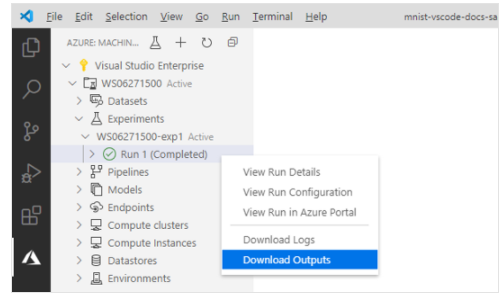 File Edit Selection View Go Run Terminal Help mnist-vscode-docs-sa
AZURE: MACHIN...
Visual Studio Enterprise
WS06271500 Active
Datasets
Experiments
WS06271500-exp1 Active
Run 1 (Completed)
Pipelines
Models
Endpoints
Compute clusters
Compute Instances
Datastores
Environments
View Run Details
View Run Configuration
View Run in Azure Portal
Download Logs
Download Outputs